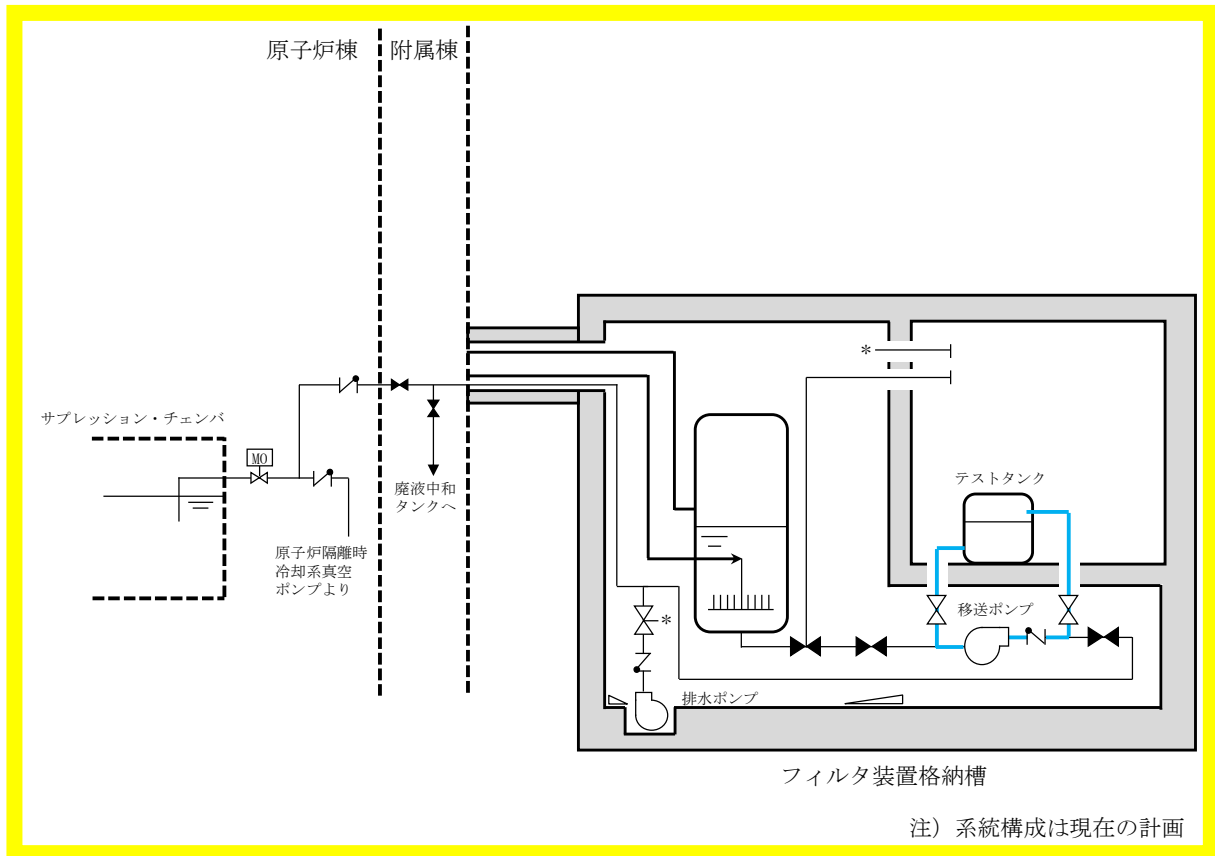 原子炉棟
附属棟
サプレッション・チェンバ
MO
廃液中和
タンクへ
原子炉隔離時
冷却系真空
ポンプより
*
テストタンク
移送ポンプ
*
排水ポンプ
フィルタ装置格納槽
注）系統構成は現在の計画